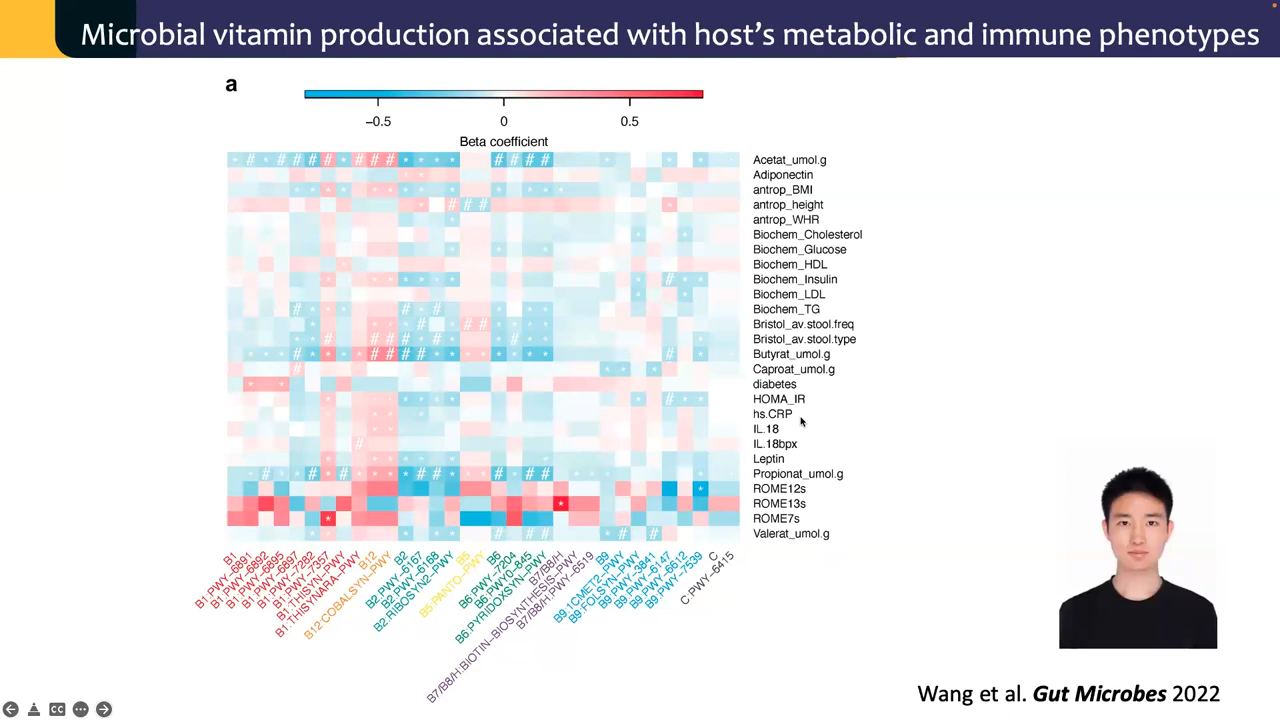 Microbial vitamin production associated with host's metabolic and immune phenotypes
a
−0.5 0 0.5
Beta coefficient
Acetat_umol.g
Adiponectin
antrop_BMI
antrop_height
antrop_WHR
Biochem_Cholesterol
Biochem_Glucose
Biochem_HDL
Biochem_Insulin
Biochem_LDL
Biochem_TG
Bristol_av.stool.freq
Bristol_av.stool.type
Butyrat_umol.g
Caproat_umol.g
diabetes
HOMA_IR
hs.CRP
IL.18
IL.18bpx
Leptin
Propionat_umol.g
ROME12s
ROME13s
ROME7s
Valerat_umol.g
B1
B1:PWY−6891
B1:PWY−6892
B1:PWY−6895
B1:PWY−6897
B1:PWY−7282
B1:PWY−7357
B1:THISYN−PWY
B1:THISYNARA−PWY
B12
B12:COBALSYN−PWY
B2
B2:PWY−6167
B2:PWY−6168
B2:RIBOSYN2−PWY
B5
B5:PANTO−PWY
B6
B6:PWY−7204
B6:PWY0−845
B6:PYRIDOXSYN−PWY
B7/B8/H
B7/B8/H:BIOTIN−BIOSYNTHESIS−PWY
B7/B8/H:PWY−6519
B9
B9:1CMET2−PWY
B9:FOLSYN−PWY
B9:PWY−3841
B9:PWY−6147
B9:PWY−6612
B9:PWY−7539
C
C:PWY−6415
Wang et al. Gut Microbes 2022
CC